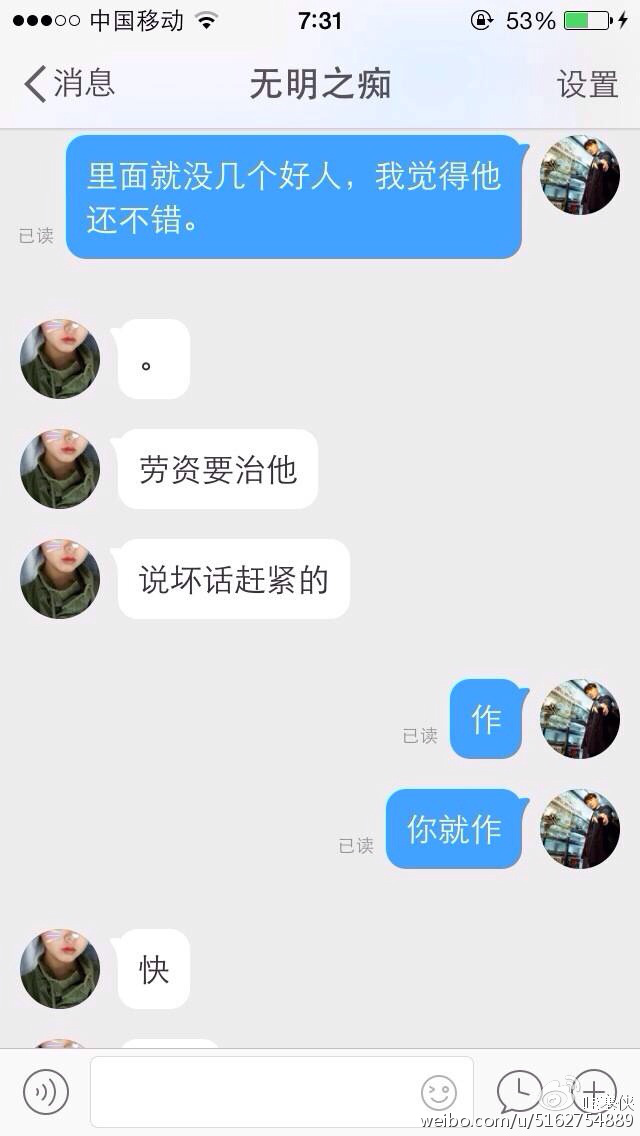 中国移动 7:31 53%
消息 无明之痴 设置
里面就没几个好人，我觉得他
还不错。
已读
。
劳资要治他
说坏话赶紧的
作
已读
你就作
已读
快
weibo.com/u/5162754889